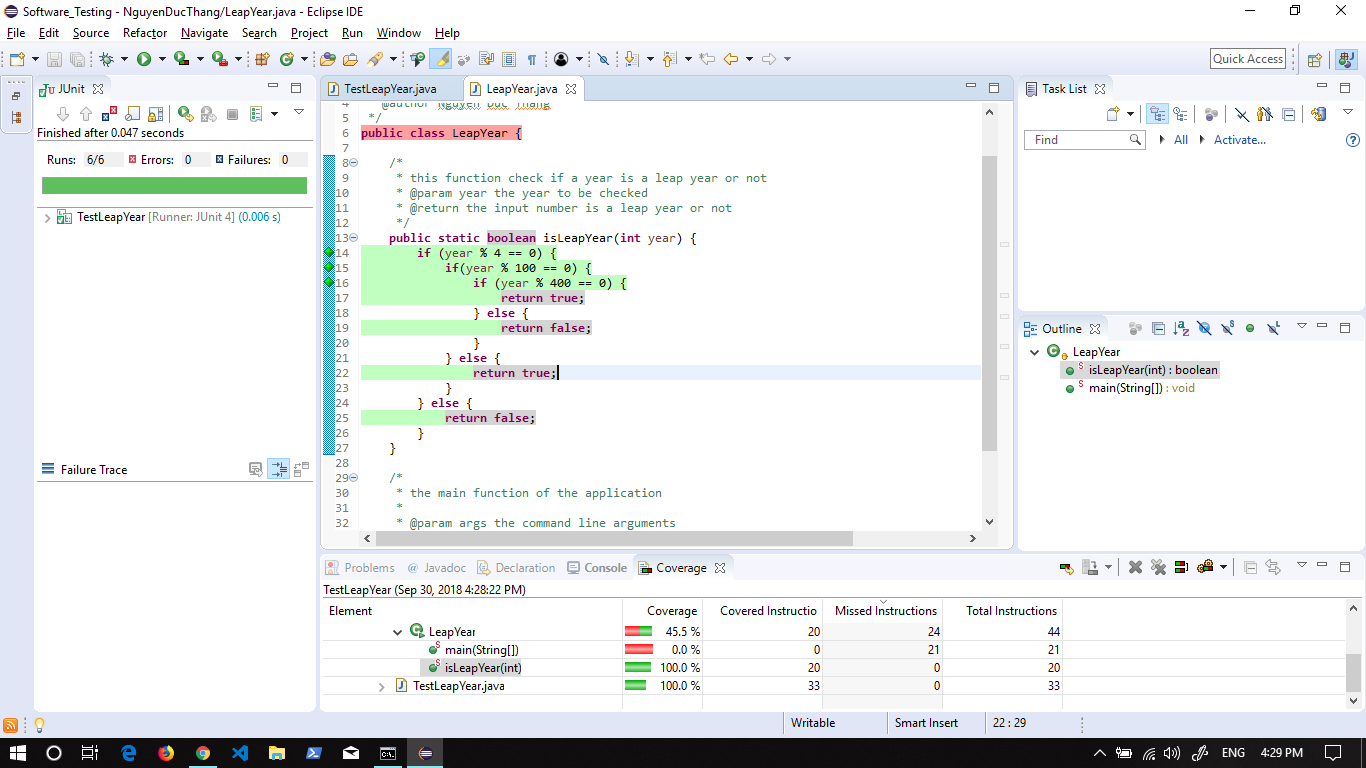 Software_Testing - NguyenDucThang/LeapYear.java - Eclipse IDE
File Edit Source Refactor Navigate Search Project Run Window Help
Quick Access
JUnit
Finished after 0.047 seconds
Runs: 6/6 Errors: 0 Failures: 0
TestLeapYear [Runner: JUnit 4] (0.006 s)
Failure Trace
TestLeapYear.java LeapYear.java
4 * @author Nguyen Duc Thang
5 */
6 public class LeapYear {
7
8 /*
9 * this function check if a year is a leap year or not
10 * @param year the year to be checked
11 * @return the input number is a leap year or not
12 */
13 public static boolean isLeapYear(int year) {
14 if (year % 4 == 0) {
15 if(year % 100 == 0) {
16 if (year % 400 == 0) {
17 return true;
18 } else {
19 return false;
20 }
21 } else {
22 return true;
23 }
24 } else {
25 return false;
26 }
27 }
28
29 /*
30 * the main function of the application
31 *
32 * @param args the command line arguments
Task List
Find All Activate...
Outline
LeapYear
isLeapYear(int) : boolean
main(String[]) : void
Problems @ Javadoc Declaration Console Coverage
TestLeapYear (Sep 30, 2018 4:28:22 PM)
Element Coverage Covered Instructio Missed Instructions Total Instructions
LeapYear 45.5 % 20 24 44
main(String[]) 0.0 % 0 21 21
isLeapYear(int) 100.0 % 20 0 20
TestLeapYear.java 100.0 % 33 0 33
Writable Smart Insert 22 : 29
ENG 4:29 PM